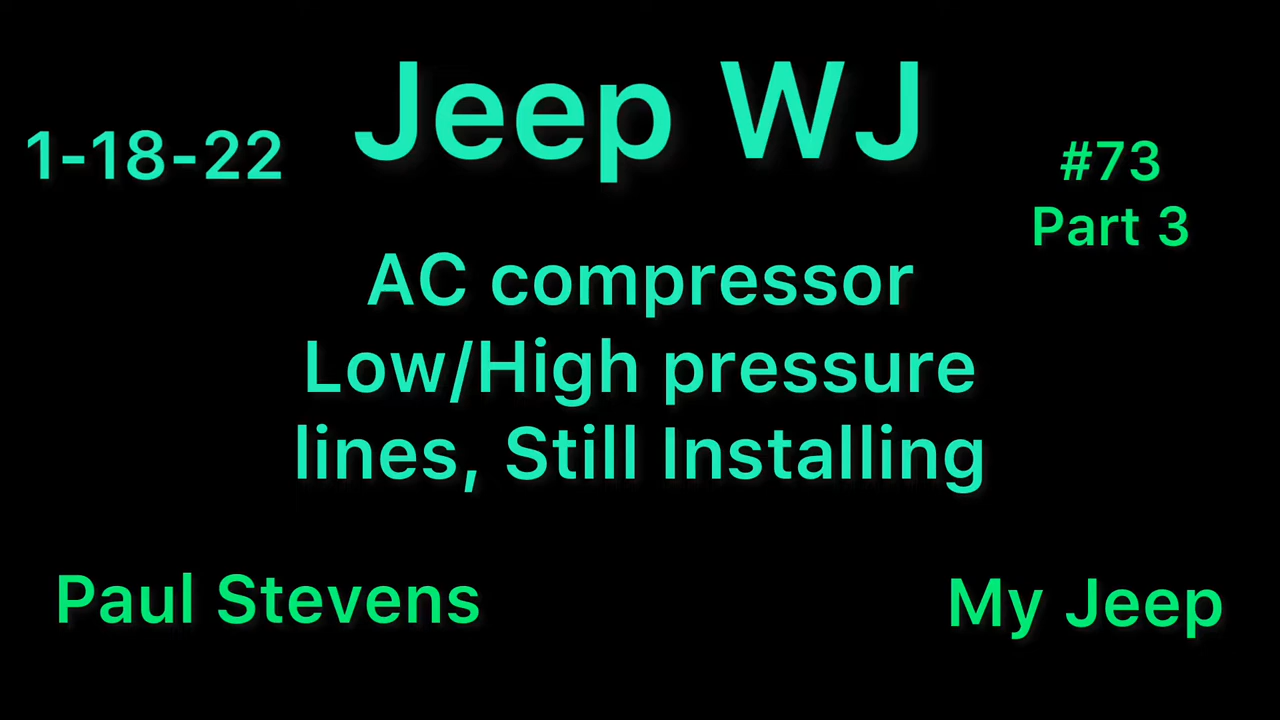 Jeep WJ
1-18-22
#73
Part 3
AC compressor
Low/High pressure
lines, Still Installing
Paul Stevens
My Jeep